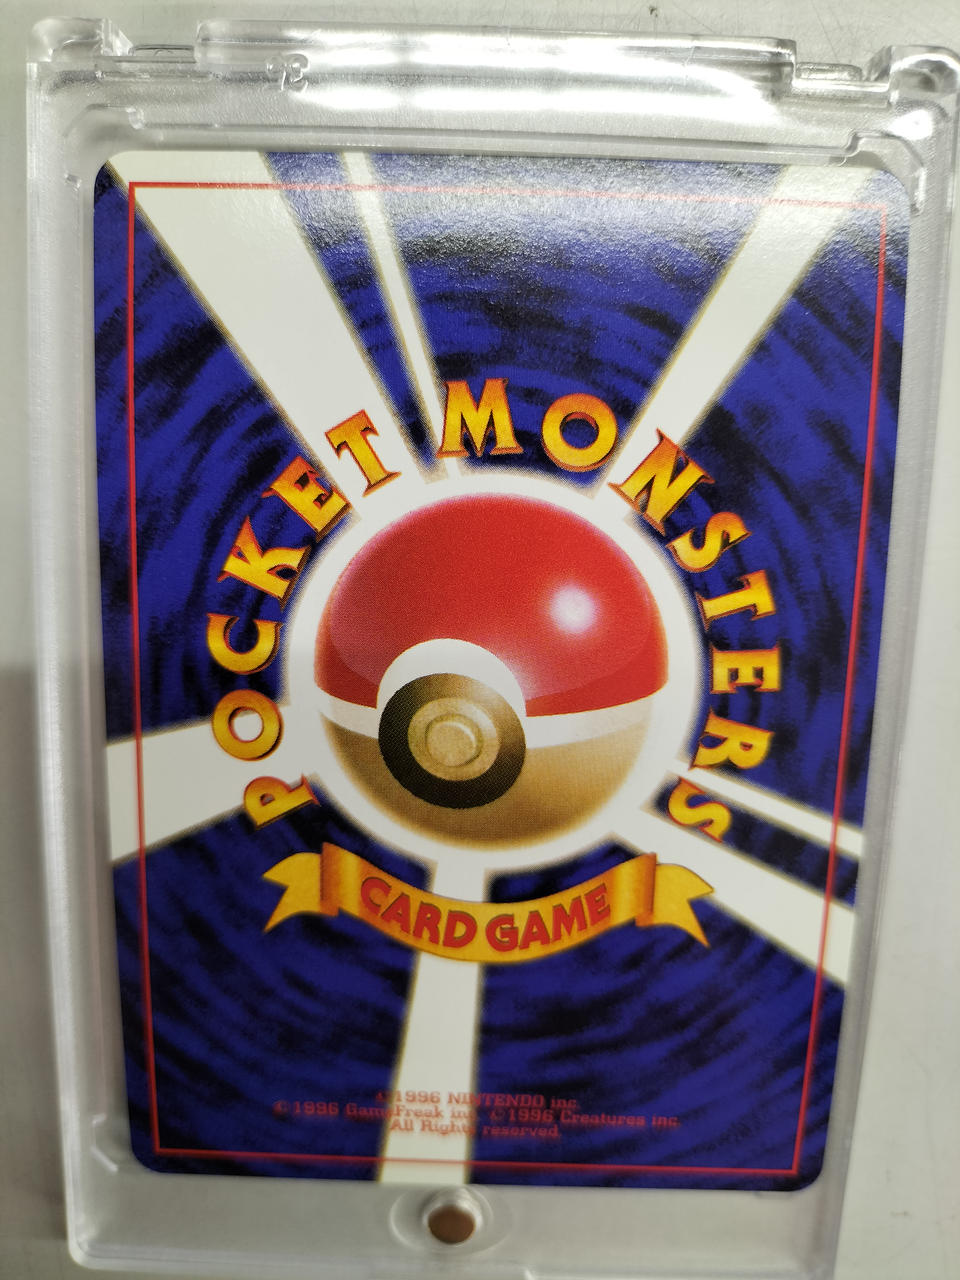 POCKET MONSTERS
CARD GAME
©1996 NINTENDO inc.
©1996 GameFreak inc. ©1996 Creatures inc.
All Rights reserved.